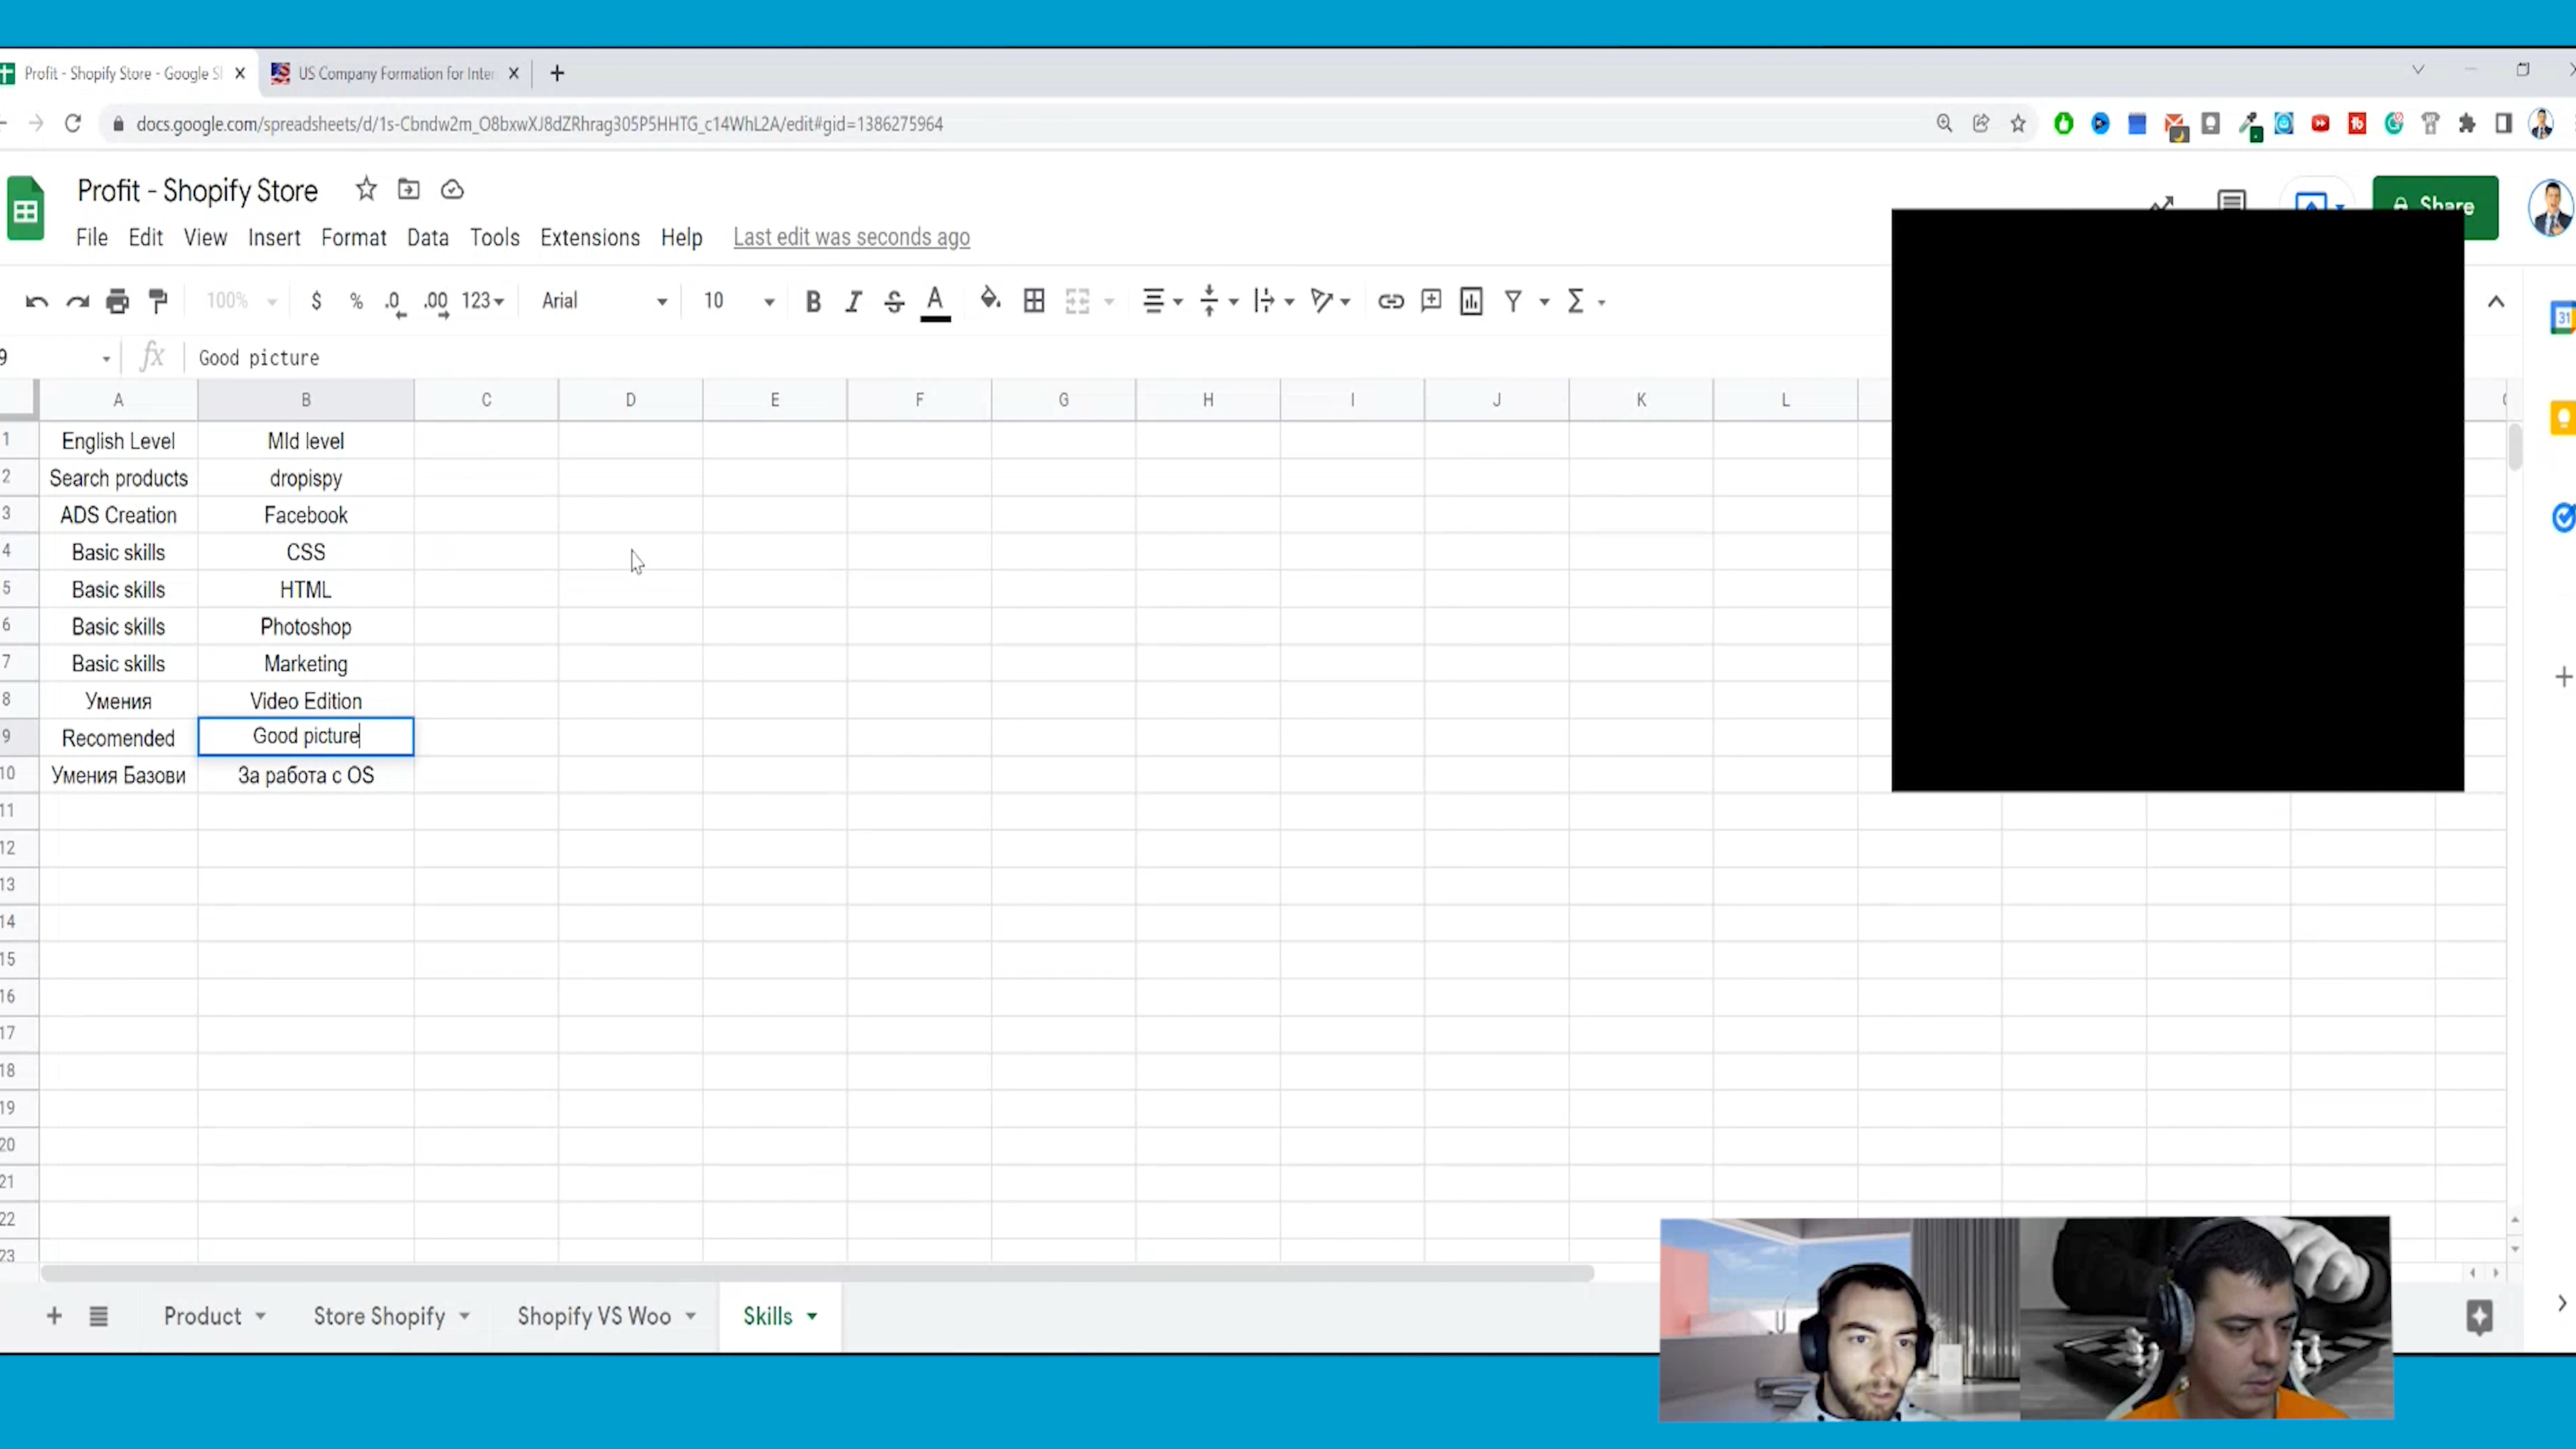 Profit - Shopify Store - Google S
US Company Formation for Inter
docs.google.com/spreadsheets/d/1s-Cbndw2m_O8bxwXJ8dZRhrag305P5HHTG_c14WhL2A/edit#gid=1386275964
Profit - Shopify Store
Share
File Edit View Insert Format Data Tools Extensions Help Last edit was seconds ago
100% $ % .0 .00 123 Arial 10 B I S A
9 fx Good picture
A B C D E F G H I J K L
1 English Level MId level
2 Search products dropispy
3 ADS Creation Facebook
4 Basic skills CSS
5 Basic skills HTML
6 Basic skills Photoshop
7 Basic skills Marketing
8 Умения Video Edition
9 Recomended Good picture
10 Умения Базови За работа с OS
11
12
13
14
15
16
17
18
19
20
21
22
23
Product Store Shopify Shopify VS Woo Skills
31